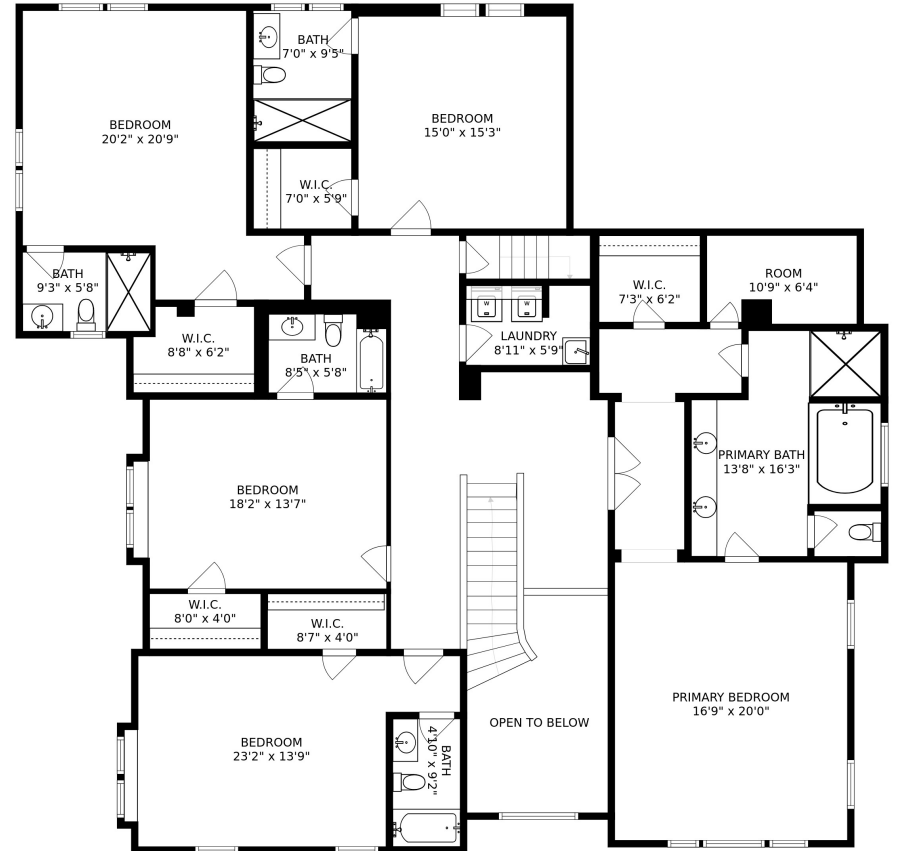 BATH
7'0" x 9'5"
BEDROOM
20'2" x 20'9"
BEDROOM
15'0" x 15'3"
W.I.C.
7'0" x 5'9"
BATH
9'3" x 5'8"
W.I.C.
7'3" x 6'2"
ROOM
10'9" x 6'4"
W
W
LAUNDRY
8'11" x 5'9"
W.I.C.
8'8" x 6'2"
BATH
8'5" x 5'8"
PRIMARY BATH
13'8" x 16'3"
BEDROOM
18'2" x 13'7"
W.I.C.
8'0" x 4'0"
W.I.C.
8'7" x 4'0"
PRIMARY BEDROOM
16'9" x 20'0"
OPEN TO BELOW
BEDROOM
23'2" x 13'9"
BATH
4'10" x 9'2"